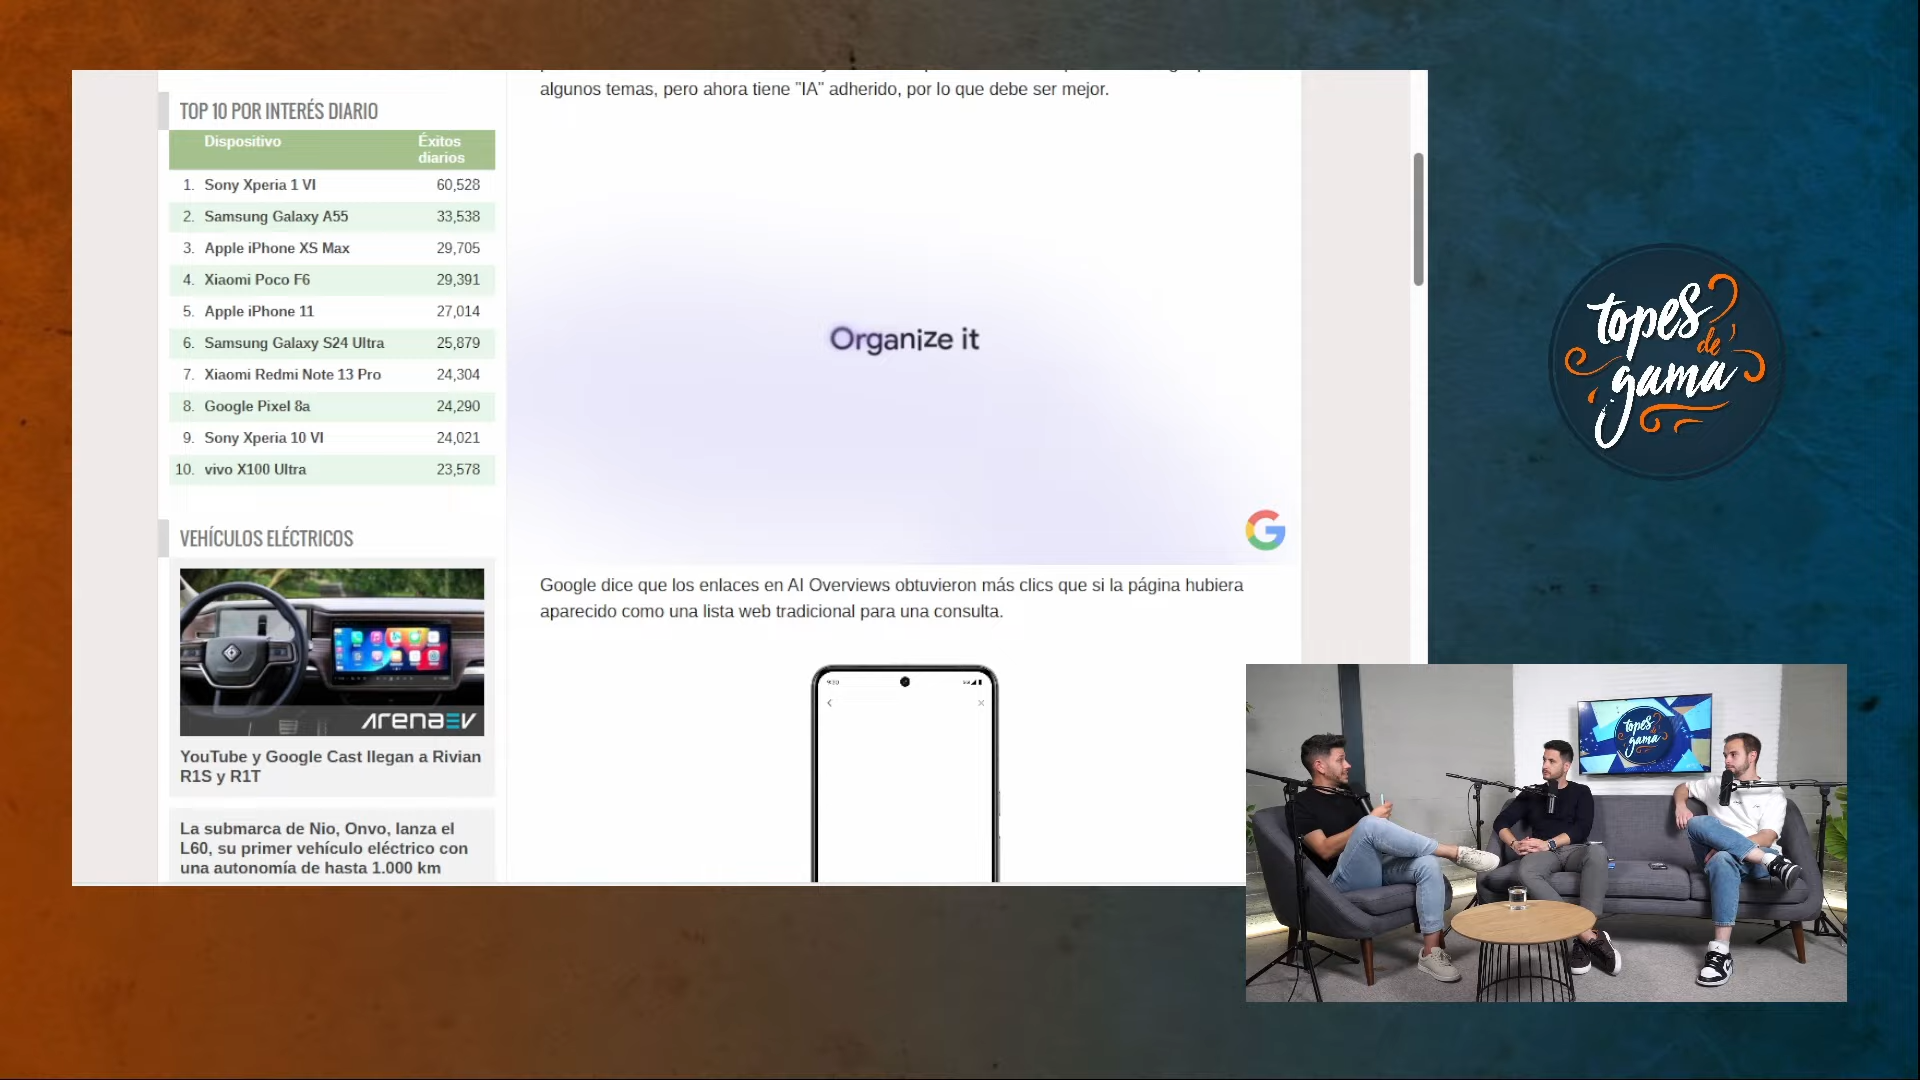 algunos temas, pero ahora tiene "IA" adherido, por lo que debe ser mejor.
TOP 10 POR INTERÉS DIARIO
Dispositivo Éxitos diarios
1. Sony Xperia 1 VI 60,528
2. Samsung Galaxy A55 33,538
3. Apple iPhone XS Max 29,705
4. Xiaomi Poco F6 29,391
5. Apple iPhone 11 27,014
6. Samsung Galaxy S24 Ultra 25,879
7. Xiaomi Redmi Note 13 Pro 24,304
8. Google Pixel 8a 24,290
9. Sony Xperia 10 VI 24,021
10. vivo X100 Ultra 23,578
Organize it
G
VEHÍCULOS ELÉCTRICOS
ArenaEV
YouTube y Google Cast llegan a Rivian
R1S y R1T
La submarca de Nio, Onvo, lanza el
L60, su primer vehículo eléctrico con
una autonomía de hasta 1.000 km
Google dice que los enlaces en AI Overviews obtuvieron más clics que si la página hubiera
aparecido como una lista web tradicional para una consulta.
topes
de
gama
topes
de
gama